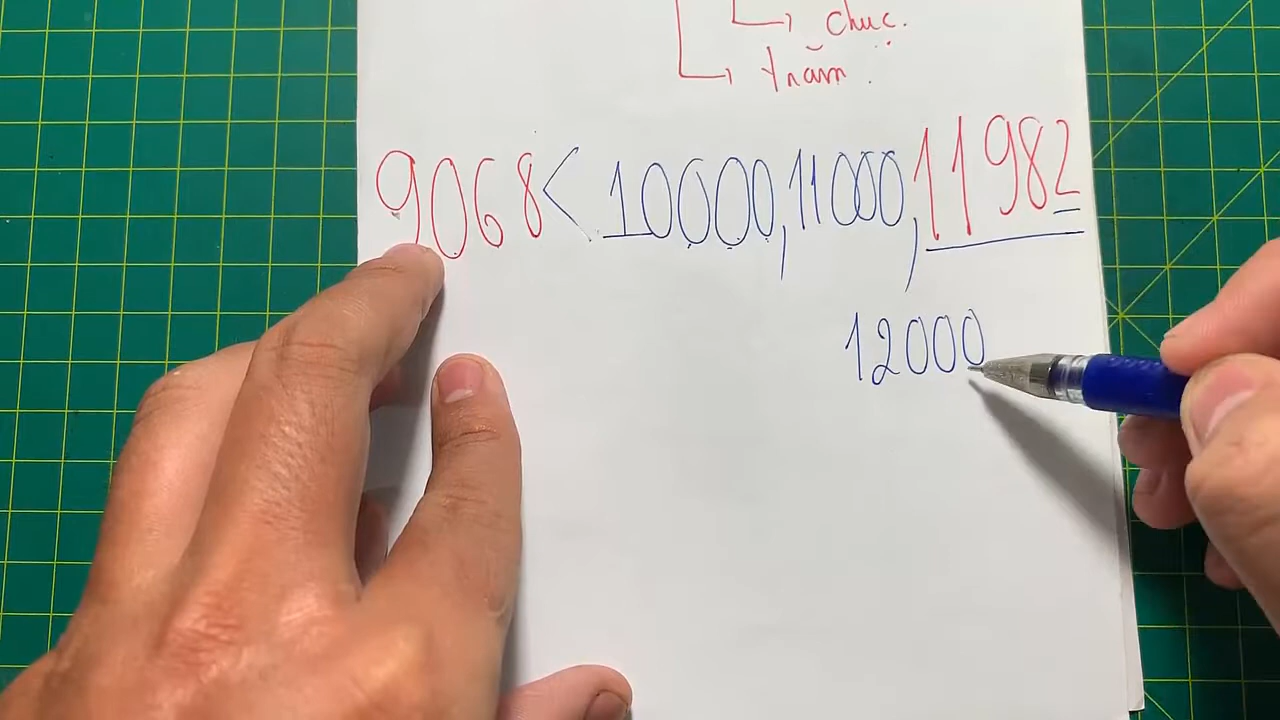 → chục.
→ trăm.
9068 < 10000, 11000, 11982
12000